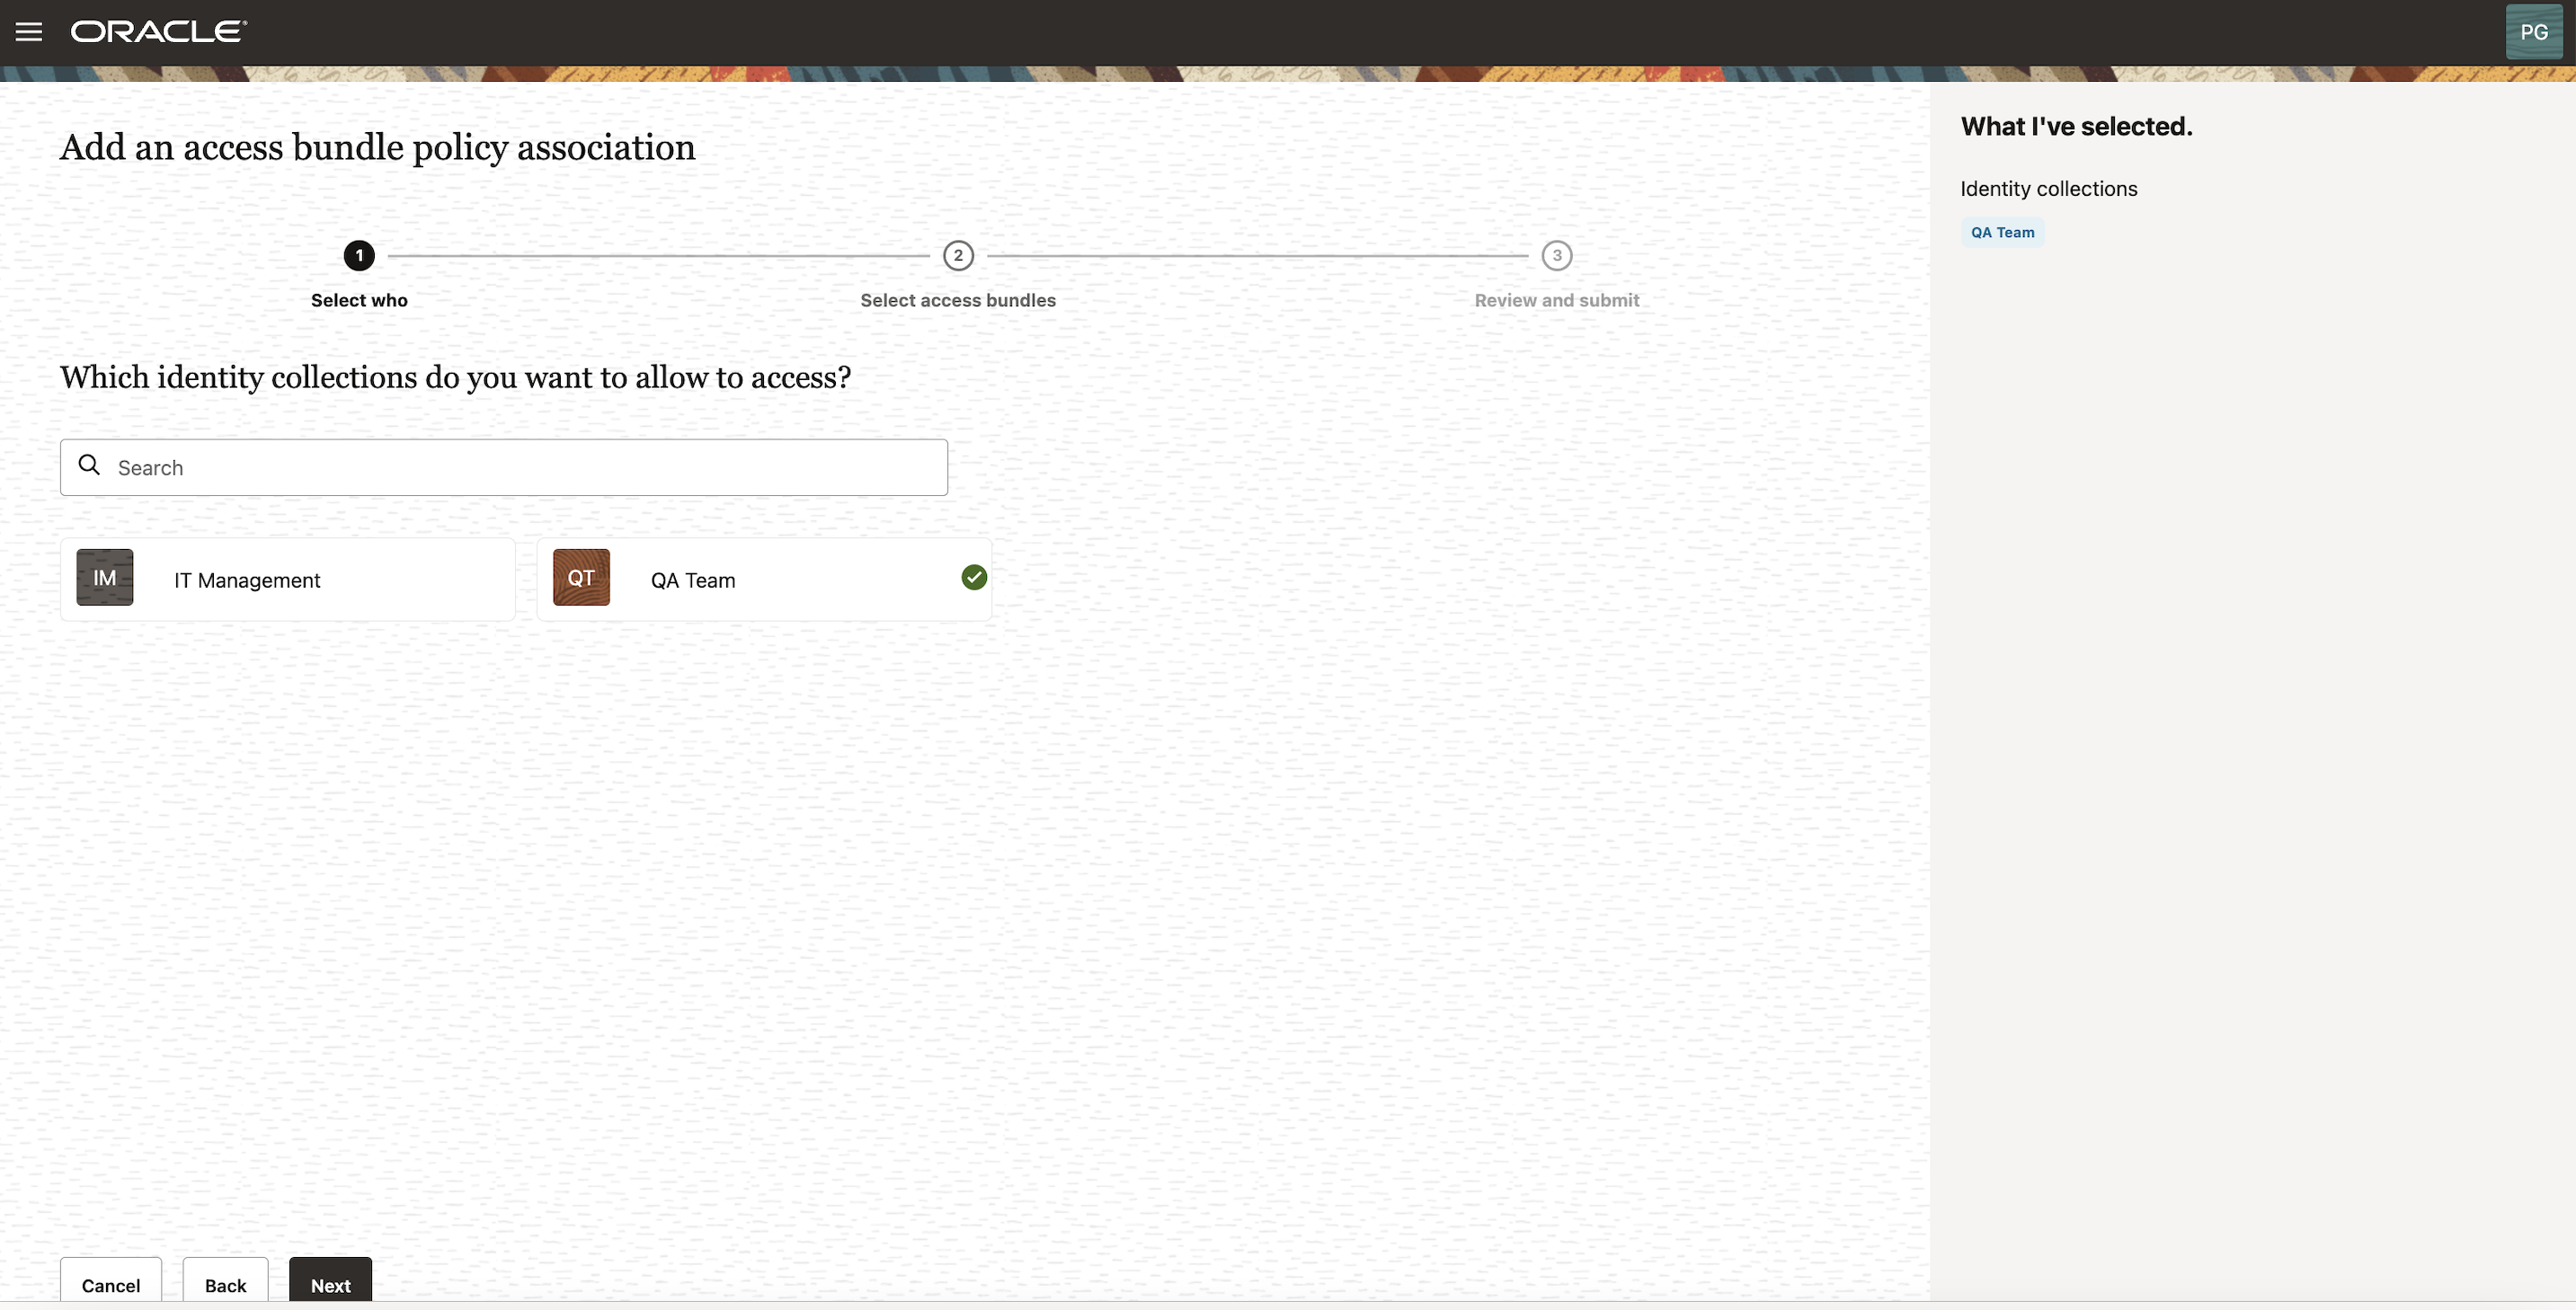 ORACLE
PG
Add an access bundle policy association
1
2
3
Select who
Select access bundles
Review and submit
Which identity collections do you want to allow to access?
Search
IM
IT Management
QT
QA Team
Cancel
Back
Next
What I've selected.
Identity collections
QA Team